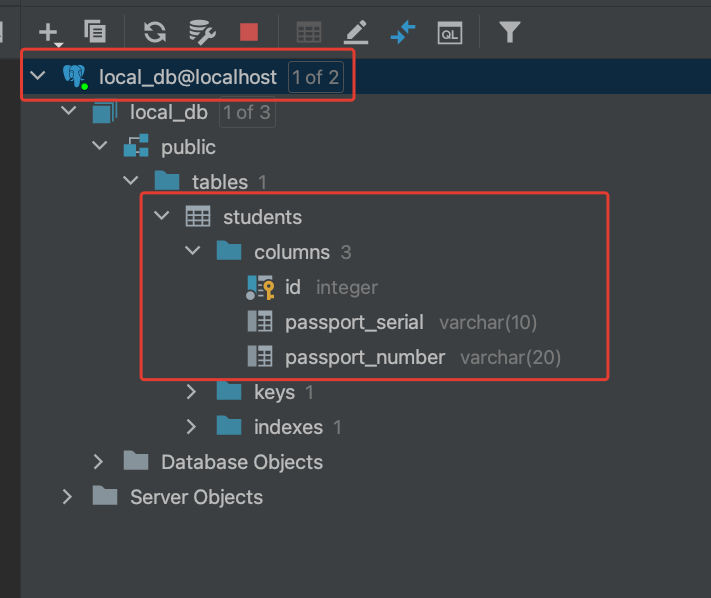 QL
local_db@localhost 1 of 2
local_db 1 of 3
public
tables 1
students
columns 3
id integer
passport_serial varchar(10)
passport_number varchar(20)
keys 1
indexes 1
Database Objects
Server Objects